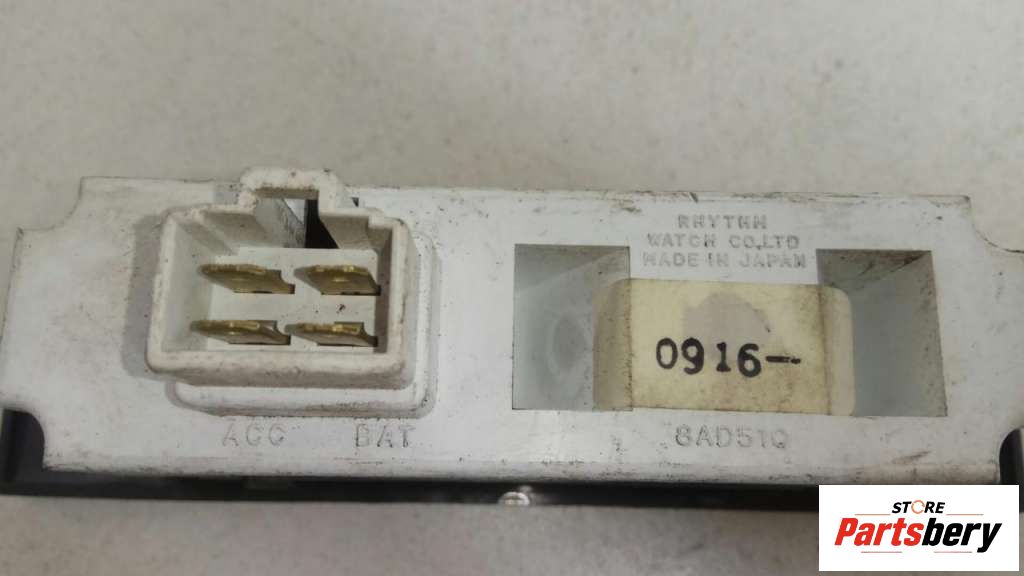 RHYTHM
WATCH CO.,LTD
MADE IN JAPAN
0916-
ACC BAT
8AD51Q
STORE
Partsbery